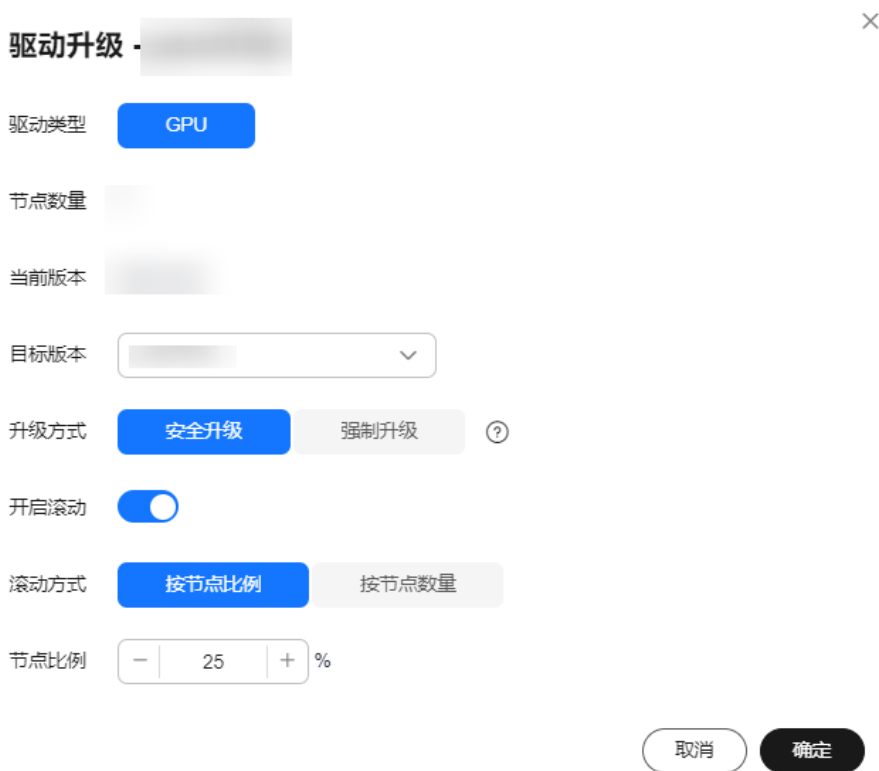 驱动升级 -
驱动类型 GPU
节点数量
当前版本
目标版本
升级方式 安全升级 强制升级 ?
开启滚动
滚动方式 按节点比例 按节点数量
节点比例 − 25 + %
取消 确定